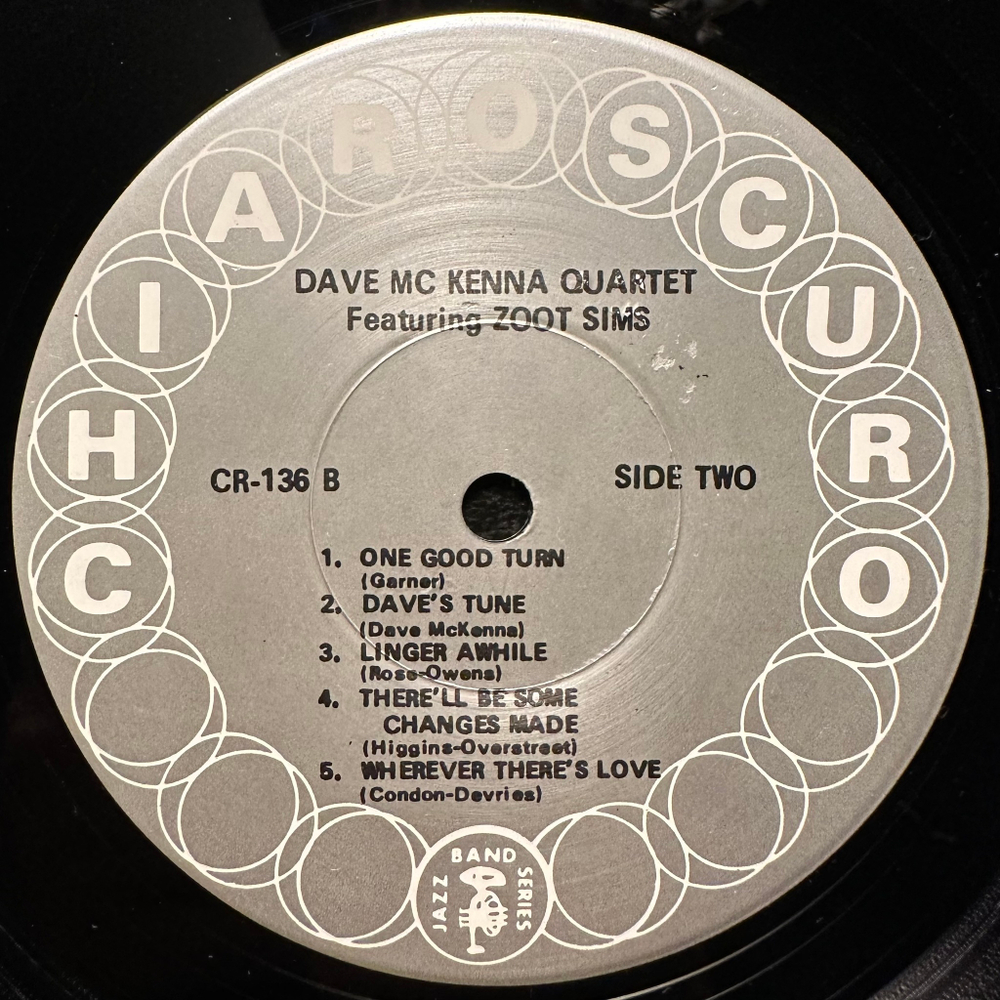 CHIAROSCURO
DAVE MC KENNA QUARTET
Featuring ZOOT SIMS
CR-136 B
SIDE TWO
1. ONE GOOD TURN
(Garner)
2. DAVE'S TUNE
(Dave McKenna)
3. LINGER AWHILE
(Rose-Owens)
4. THERE'LL BE SOME
CHANGES MADE
(Higgins-Overstreet)
5. WHEREVER THERE'S LOVE
(Condon-Devries)
JAZZ BAND SERIES